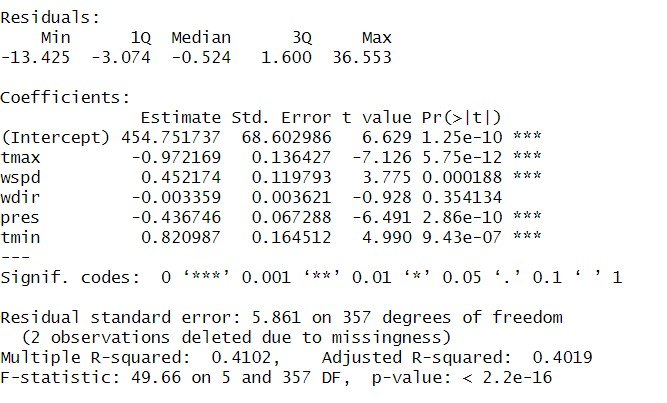 Residuals:
    Min      1Q  Median      3Q     Max
-13.425  -3.074  -0.524   1.600  36.553

Coefficients:
              Estimate Std. Error t value Pr(>|t|)
(Intercept) 454.751737  68.602986   6.629 1.25e-10 ***
tmax         -0.972169   0.136427  -7.126 5.75e-12 ***
wspd          0.452174   0.119793   3.775 0.000188 ***
wdir         -0.003359   0.003621  -0.928 0.354134
pres         -0.436746   0.067288  -6.491 2.86e-10 ***
tmin          0.820987   0.164512   4.990 9.43e-07 ***
---
Signif. codes:  0 ‘***’ 0.001 ‘**’ 0.01 ‘*’ 0.05 ‘.’ 0.1 ‘ ’ 1

Residual standard error: 5.861 on 357 degrees of freedom
  (2 observations deleted due to missingness)
Multiple R-squared:  0.4102,	Adjusted R-squared:  0.4019
F-statistic: 49.66 on 5 and 357 DF,  p-value: < 2.2e-16